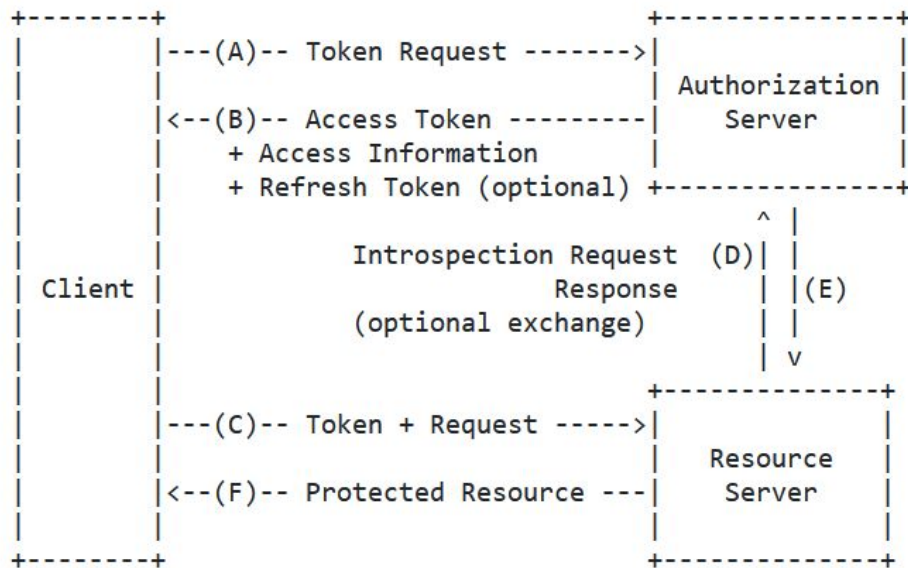 +--------+                               +---------------+
|        |---(A)-- Token Request ------->|               |
|        |                               | Authorization |
|        |<--(B)-- Access Token ---------|    Server     |
|        |    + Access Information       |               |
|        |    + Refresh Token (optional) +---------------+
|        |                                      ^ |
|        |            Introspection Request  (D)| |
| Client |                         Response     | |(E)
|        |            (optional exchange)       | |
|        |                                      | v
|        |                               +--------------+
|        |---(C)-- Token + Request ----->|              |
|        |                               |   Resource   |
|        |<--(F)-- Protected Resource ---|    Server    |
|        |                               |              |
+--------+                               +--------------+